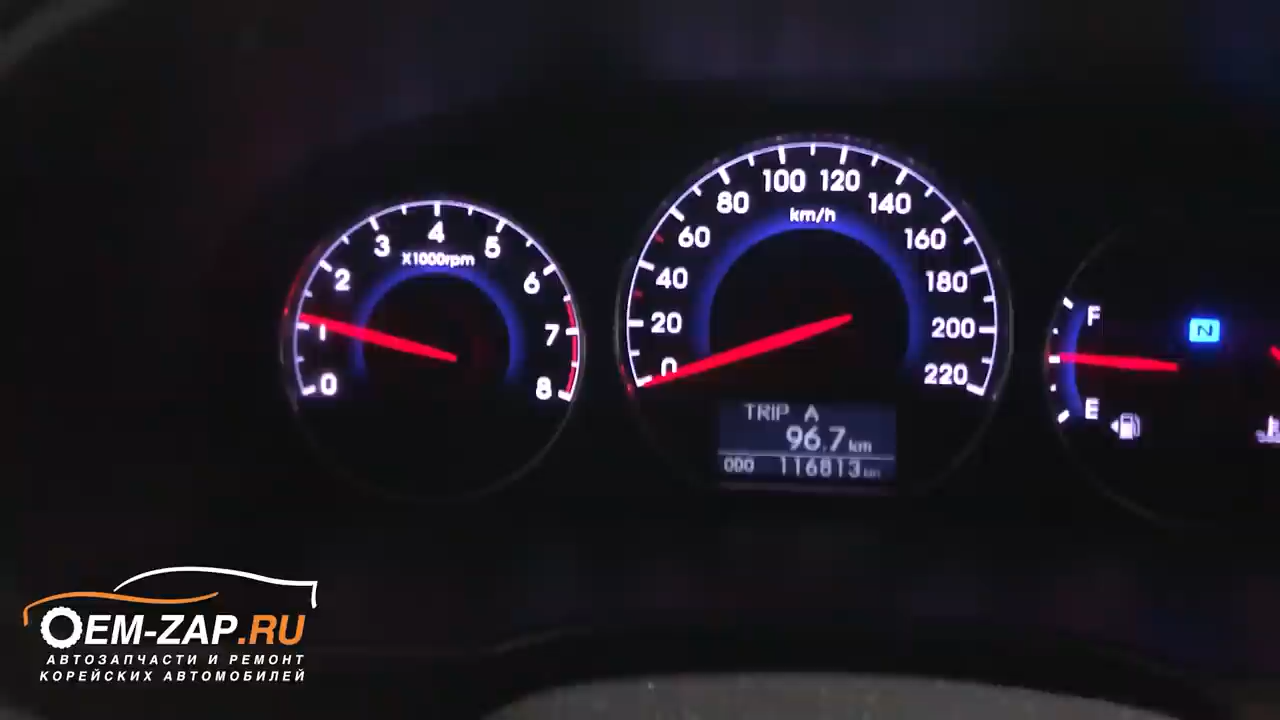 0 1 2 3 4 5 6 7 8
X1000rpm
0 20 40 60 80 100 120 140 160 180 200 220
km/h
TRIP A
96.7 km
ODO 116813 km
F
E
N
OEM-ZAP.RU
АВТОЗАПЧАСТИ И РЕМОНТ
КОРЕЙСКИХ АВТОМОБИЛЕЙ